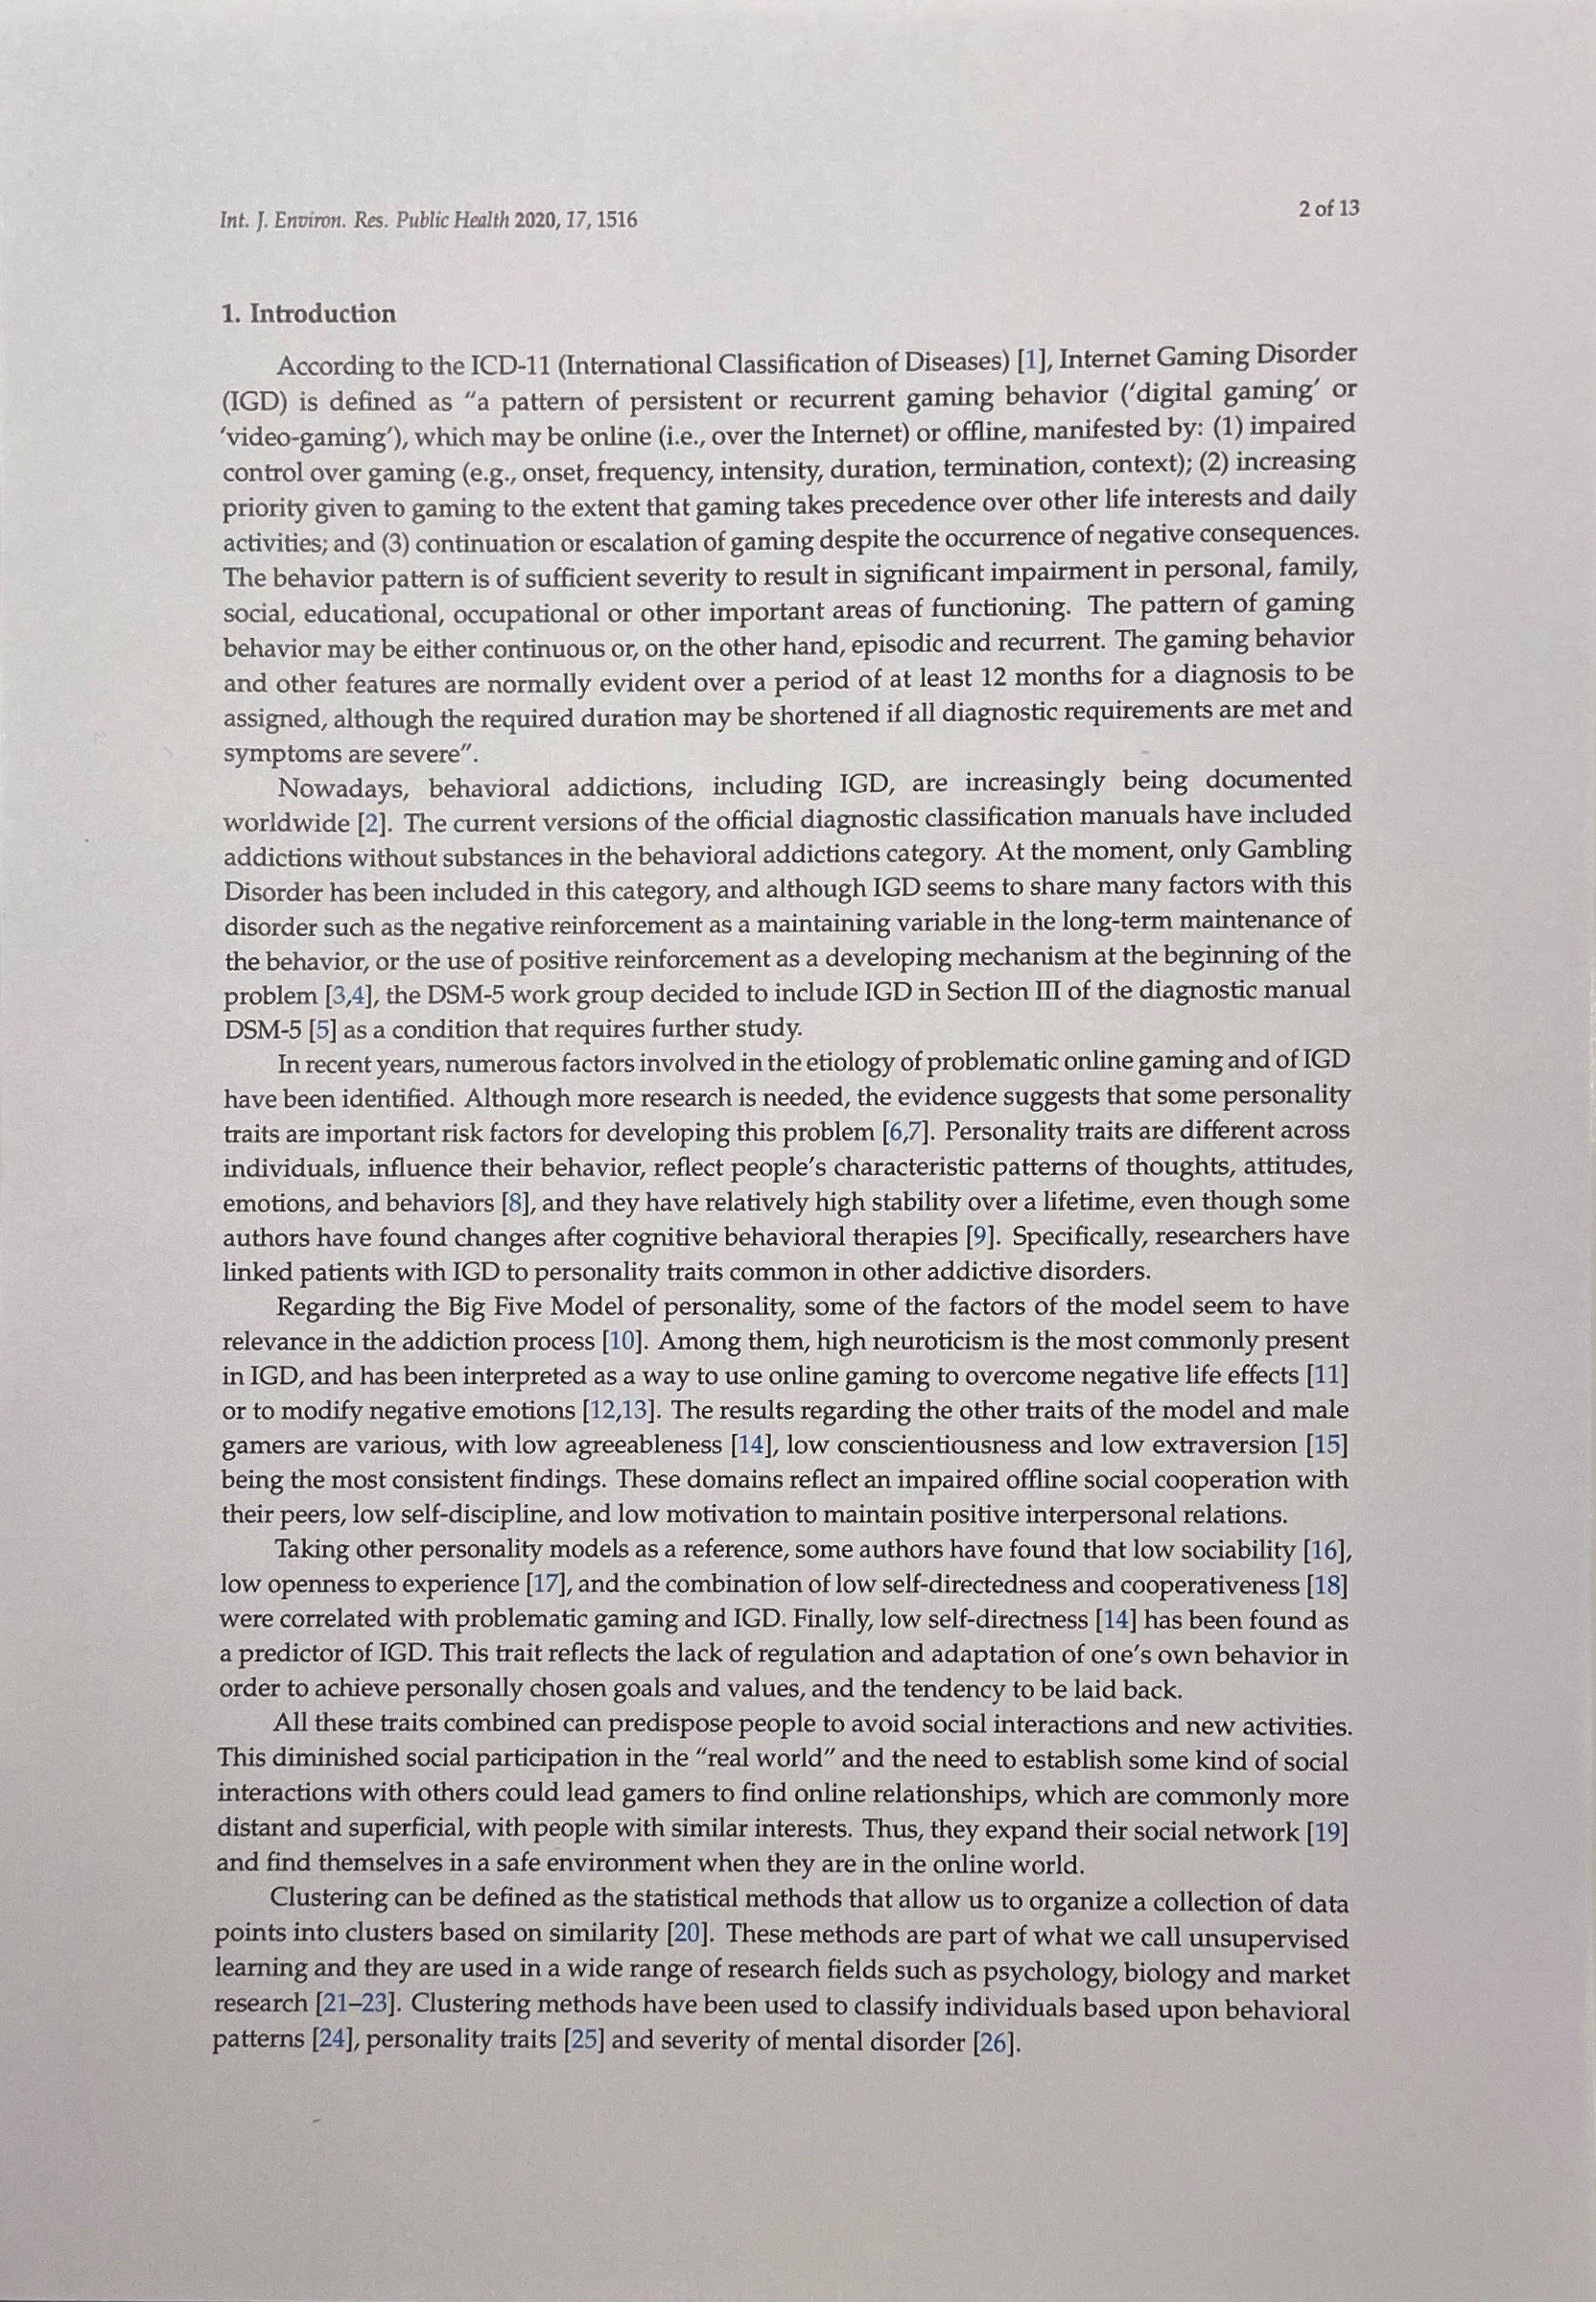 Int. J. Environ. Res. Public Health 2020, 17, 1516
2 of 13
1. Introduction
According to the ICD-11 (International Classification of Diseases) [1], Internet Gaming Disorder
(IGD) is defined as “a pattern of persistent or recurrent gaming behavior (‘digital gaming’ or
‘video-gaming’), which may be online (i.e., over the Internet) or offline, manifested by: (1) impaired
control over gaming (e.g., onset, frequency, intensity, duration, termination, context); (2) increasing
priority given to gaming to the extent that gaming takes precedence over other life interests and daily
activities; and (3) continuation or escalation of gaming despite the occurrence of negative consequences.
The behavior pattern is of sufficient severity to result in significant impairment in personal, family,
social, educational, occupational or other important areas of functioning. The pattern of gaming
behavior may be either continuous or, on the other hand, episodic and recurrent. The gaming behavior
and other features are normally evident over a period of at least 12 months for a diagnosis to be
assigned, although the required duration may be shortened if all diagnostic requirements are met and
symptoms are severe”.
Nowadays, behavioral addictions, including IGD, are increasingly being documented
worldwide [2]. The current versions of the official diagnostic classification manuals have included
addictions without substances in the behavioral addictions category. At the moment, only Gambling
Disorder has been included in this category, and although IGD seems to share many factors with this
disorder such as the negative reinforcement as a maintaining variable in the long-term maintenance of
the behavior, or the use of positive reinforcement as a developing mechanism at the beginning of the
problem [3,4], the DSM-5 work group decided to include IGD in Section III of the diagnostic manual
DSM-5 [5] as a condition that requires further study.
In recent years, numerous factors involved in the etiology of problematic online gaming and of IGD
have been identified. Although more research is needed, the evidence suggests that some personality
traits are important risk factors for developing this problem [6,7]. Personality traits are different across
individuals, influence their behavior, reflect people’s characteristic patterns of thoughts, attitudes,
emotions, and behaviors [8], and they have relatively high stability over a lifetime, even though some
authors have found changes after cognitive behavioral therapies [9]. Specifically, researchers have
linked patients with IGD to personality traits common in other addictive disorders.
Regarding the Big Five Model of personality, some of the factors of the model seem to have
relevance in the addiction process [10]. Among them, high neuroticism is the most commonly present
in IGD, and has been interpreted as a way to use online gaming to overcome negative life effects [11]
or to modify negative emotions [12,13]. The results regarding the other traits of the model and male
gamers are various, with low agreeableness [14], low conscientiousness and low extraversion [15]
being the most consistent findings. These domains reflect an impaired offline social cooperation with
their peers, low self-discipline, and low motivation to maintain positive interpersonal relations.
Taking other personality models as a reference, some authors have found that low sociability [16],
low openness to experience [17], and the combination of low self-directedness and cooperativeness [18]
were correlated with problematic gaming and IGD. Finally, low self-directness [14] has been found as
a predictor of IGD. This trait reflects the lack of regulation and adaptation of one’s own behavior in
order to achieve personally chosen goals and values, and the tendency to be laid back.
All these traits combined can predispose people to avoid social interactions and new activities.
This diminished social participation in the “real world” and the need to establish some kind of social
interactions with others could lead gamers to find online relationships, which are commonly more
distant and superficial, with people with similar interests. Thus, they expand their social network [19]
and find themselves in a safe environment when they are in the online world.
Clustering can be defined as the statistical methods that allow us to organize a collection of data
points into clusters based on similarity [20]. These methods are part of what we call unsupervised
learning and they are used in a wide range of research fields such as psychology, biology and market
research [21–23]. Clustering methods have been used to classify individuals based upon behavioral
patterns [24], personality traits [25] and severity of mental disorder [26].